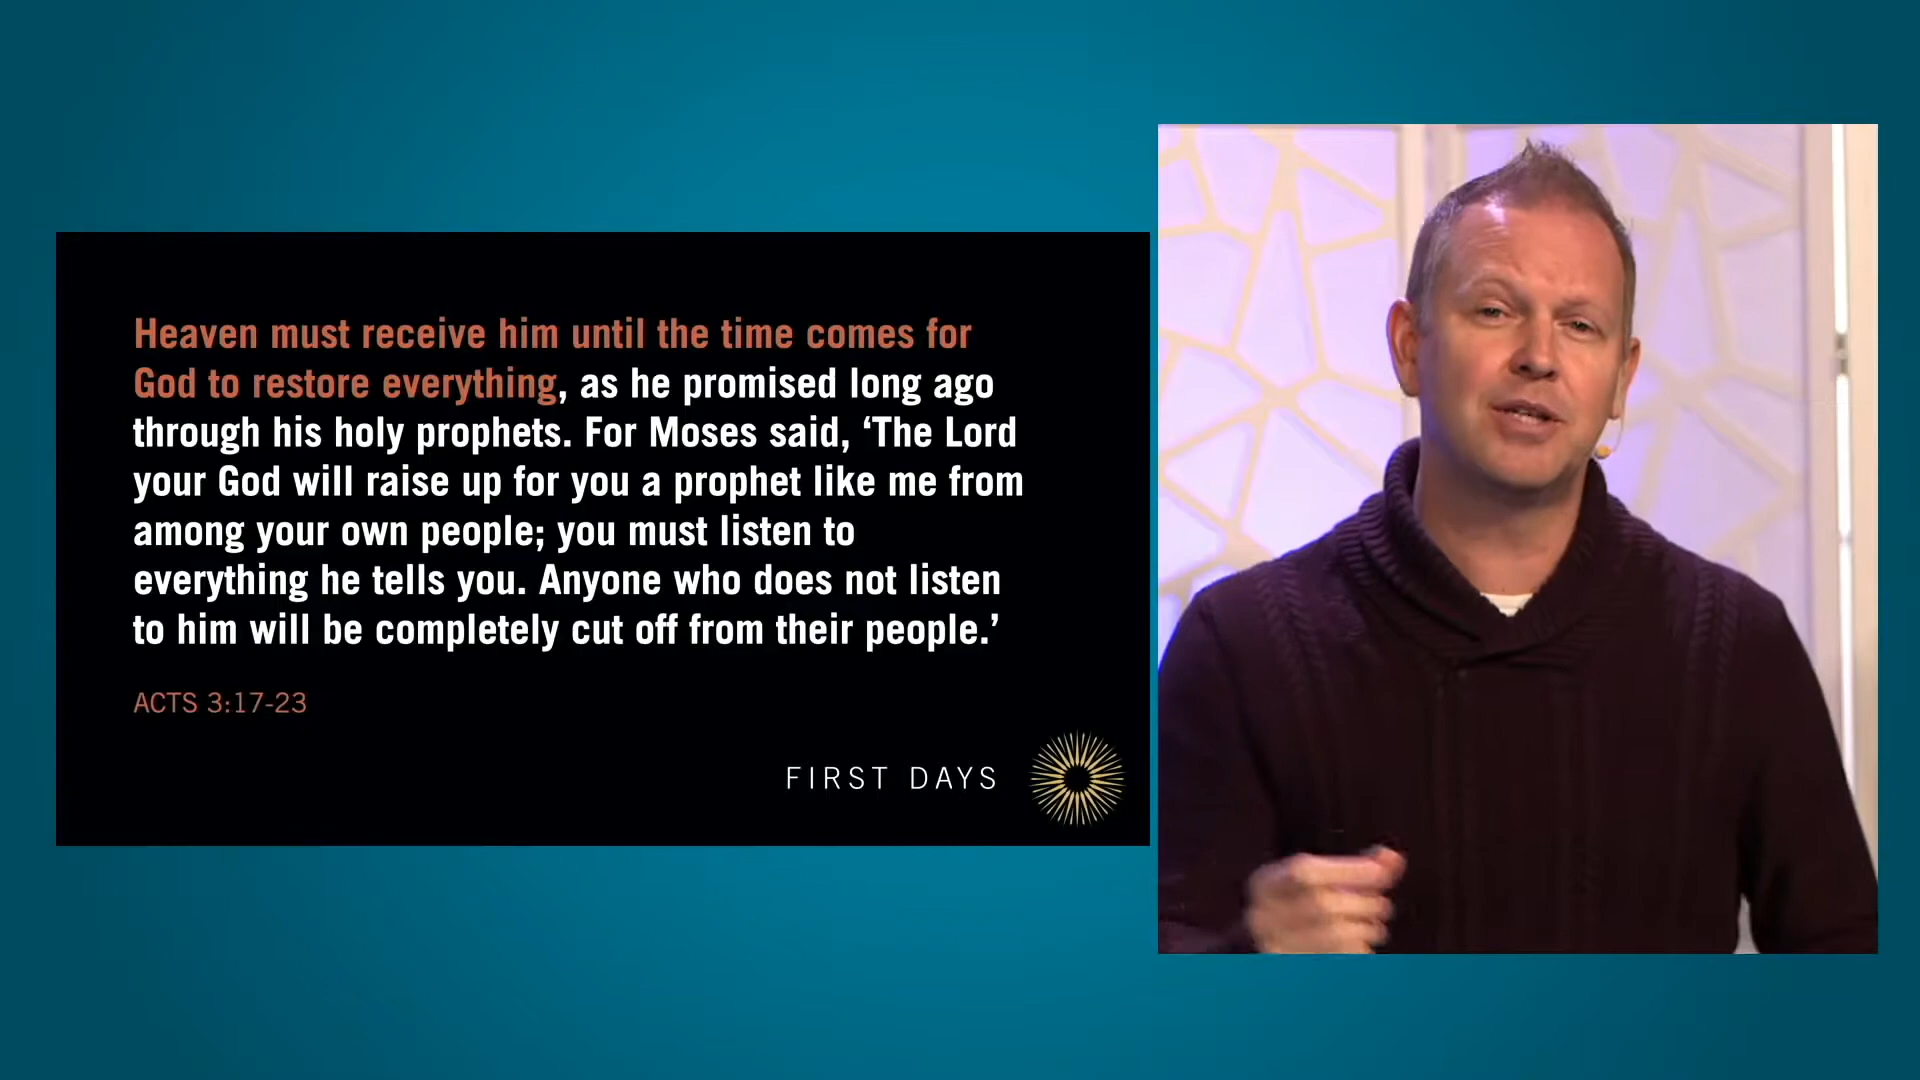 Heaven must receive him until the time comes for
God to restore everything, as he promised long ago
through his holy prophets. For Moses said, ‘The Lord
your God will raise up for you a prophet like me from
among your own people; you must listen to
everything he tells you. Anyone who does not listen
to him will be completely cut off from their people.’
ACTS 3:17-23
FIRST DAYS